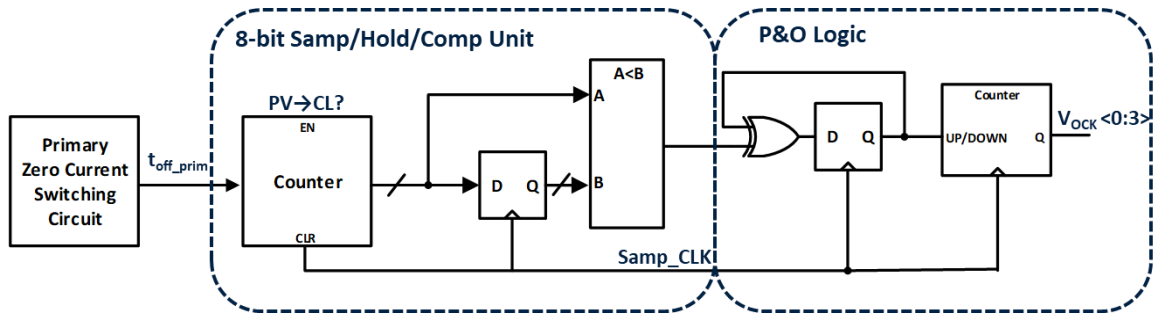 8-bit Samp/Hold/Comp Unit
P&O Logic
Primary
Zero Current
Switching
Circuit
t_off_prim
PV→CL?
EN
Counter
CLR
D Q
A<B
A
B
Samp_CLK
D Q
Counter
UP/DOWN Q
V_OCK <0:3>